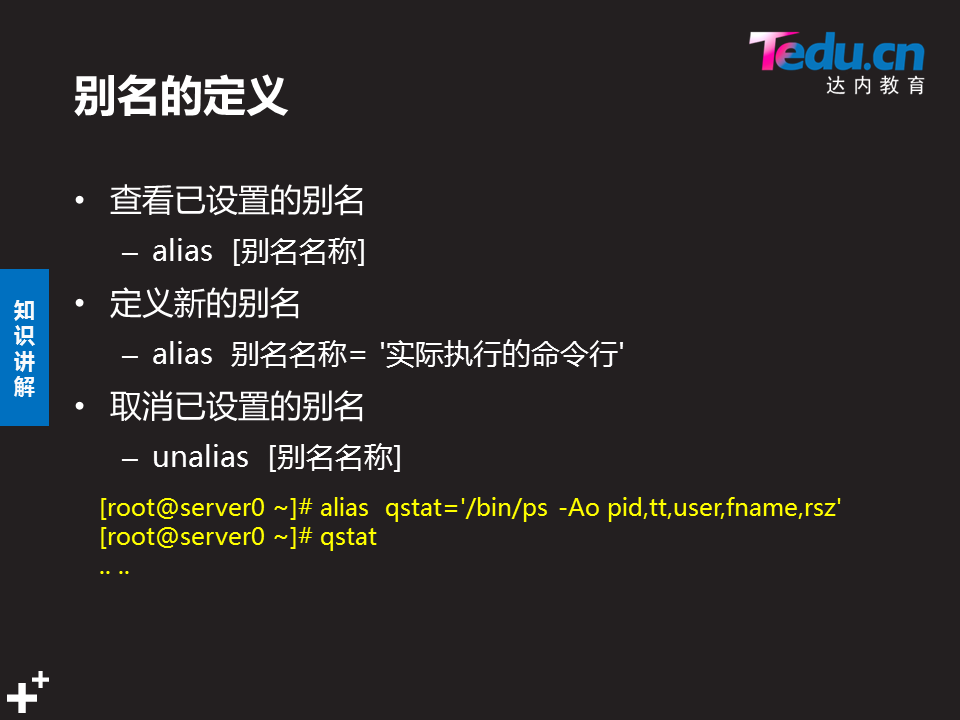 Tedu.cn
达内教育
别名的定义
• 查看已设置的别名
– alias [别名名称]
• 定义新的别名
– alias 别名名称= '实际执行的命令行'
• 取消已设置的别名
– unalias [别名名称]
知识讲解
[root@server0 ~]# alias qstat='/bin/ps -Ao pid,tt,user,fname,rsz'
[root@server0 ~]# qstat
.. ..